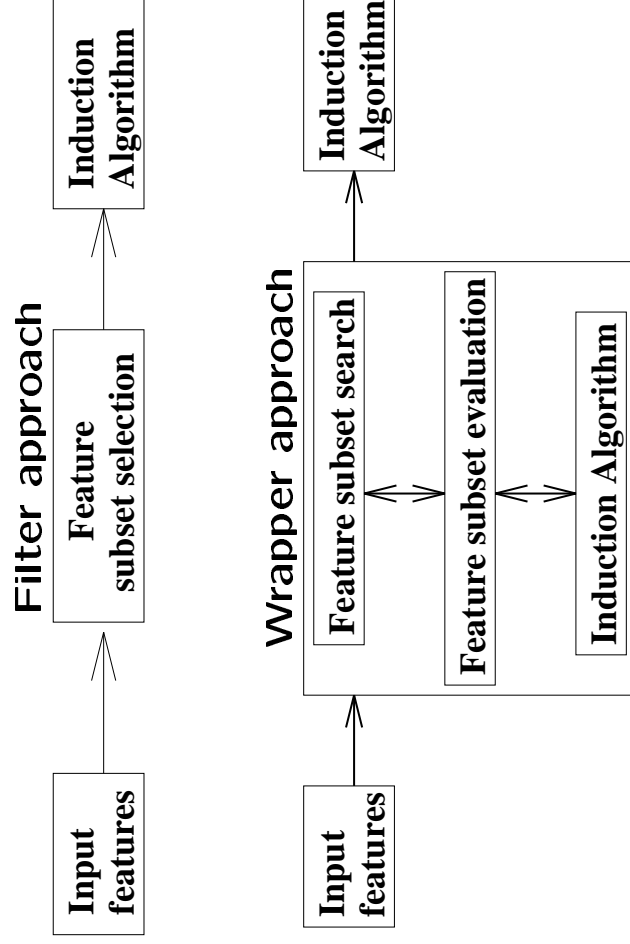 Filter approach
Input
features
Feature
subset selection
Induction
Algorithm
Wrapper approach
Input
features
Feature subset search
Feature subset evaluation
Induction Algorithm
Induction
Algorithm